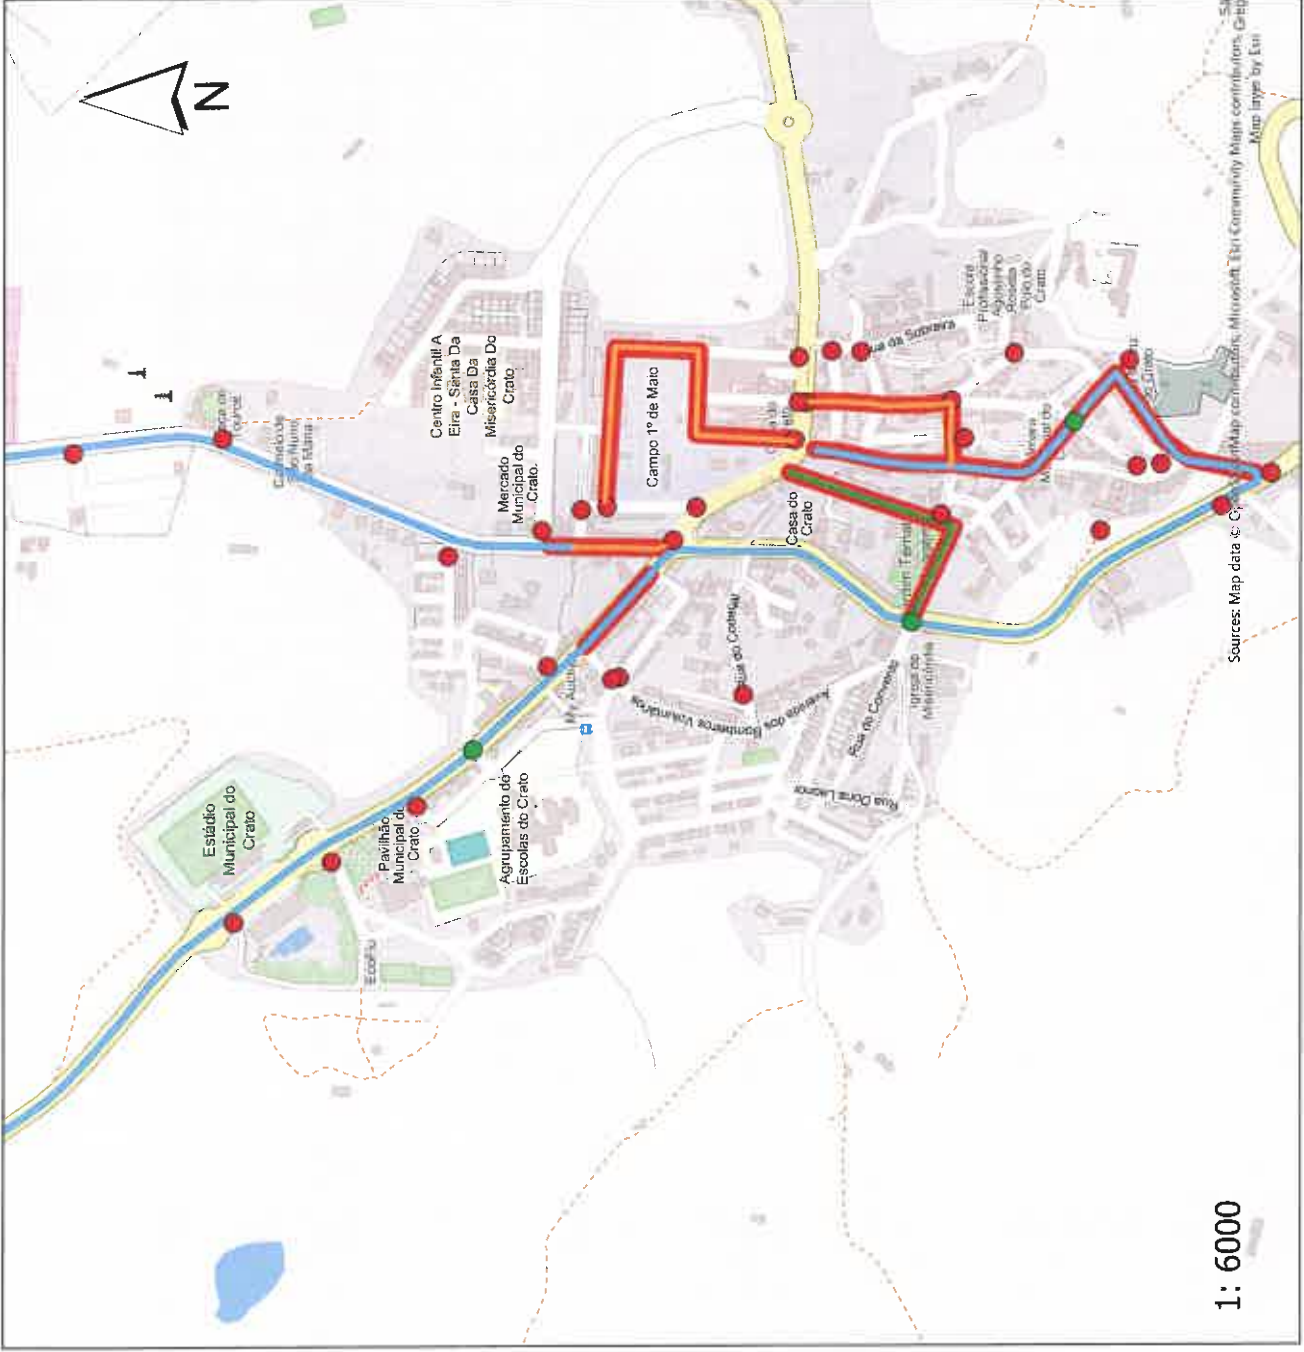 N
Centro Infantil A
Eira - Santa Da
Casa Da
Misericórdia Do
Crato
Mercado
Municipal do
Crato
Campo 1º de Maio
Casa do
Crato
Rua da Sobreira
Escola
Profissional
Agostinho
Roseta
Polo do
Crato
Estádio
Municipal do
Crato
Pavilhão
Municipal do
Crato
Agrupamento de
Escolas do Crato
Avenida dos Bombeiros Voluntários
Rua do Convento
Igreja da
Misericórdia
Rua Dona Leonor
Sources: Map data ©
Map contributors, Microsoft, Esri Community Maps contributors,
Map layer by Esri
1: 6000